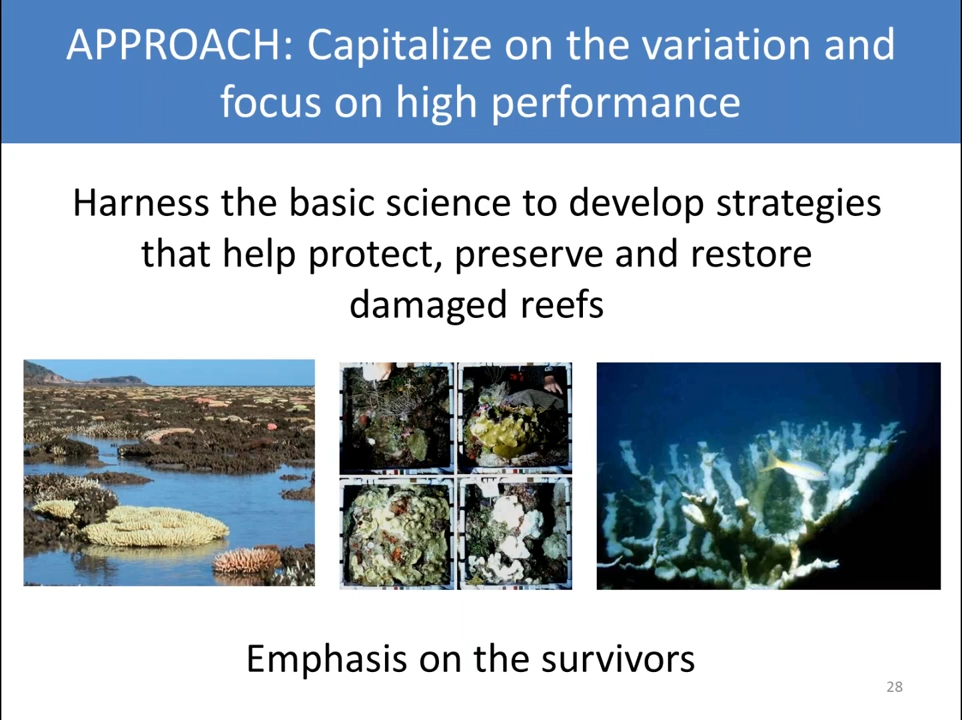 APPROACH: Capitalize on the variation and
focus on high performance
Harness the basic science to develop strategies
that help protect, preserve and restore
damaged reefs
Emphasis on the survivors
28